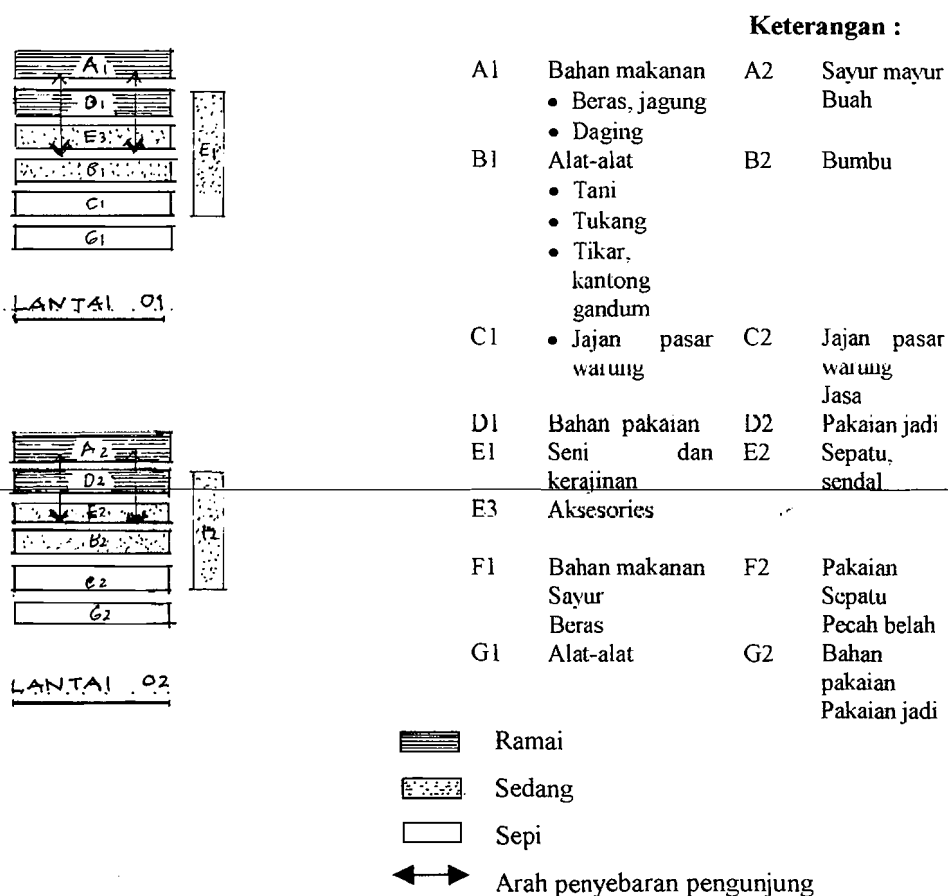 Keterangan :
A1
D1
E3
B1
C1
G1
E1
LANTAI 01
A2
D2
E2
B2
C2
G2
F2
LANTAI 02
A1 Bahan makanan A2 Sayur mayur
• Beras, jagung Buah
• Daging
B1 Alat-alat B2 Bumbu
• Tani
• Tukang
• Tikar,
kantong
gandum
C1 • Jajan pasar C2 Jajan pasar
warung warung
Jasa
D1 Bahan pakaian D2 Pakaian jadi
E1 Seni dan E2 Sepatu,
kerajinan sendal
E3 Aksesories
F1 Bahan makanan F2 Pakaian
Sayur Sepatu
Beras Pecah belah
G1 Alat-alat G2 Bahan
pakaian
Pakaian jadi
Ramai
Sedang
Sepi
Arah penyebaran pengunjung